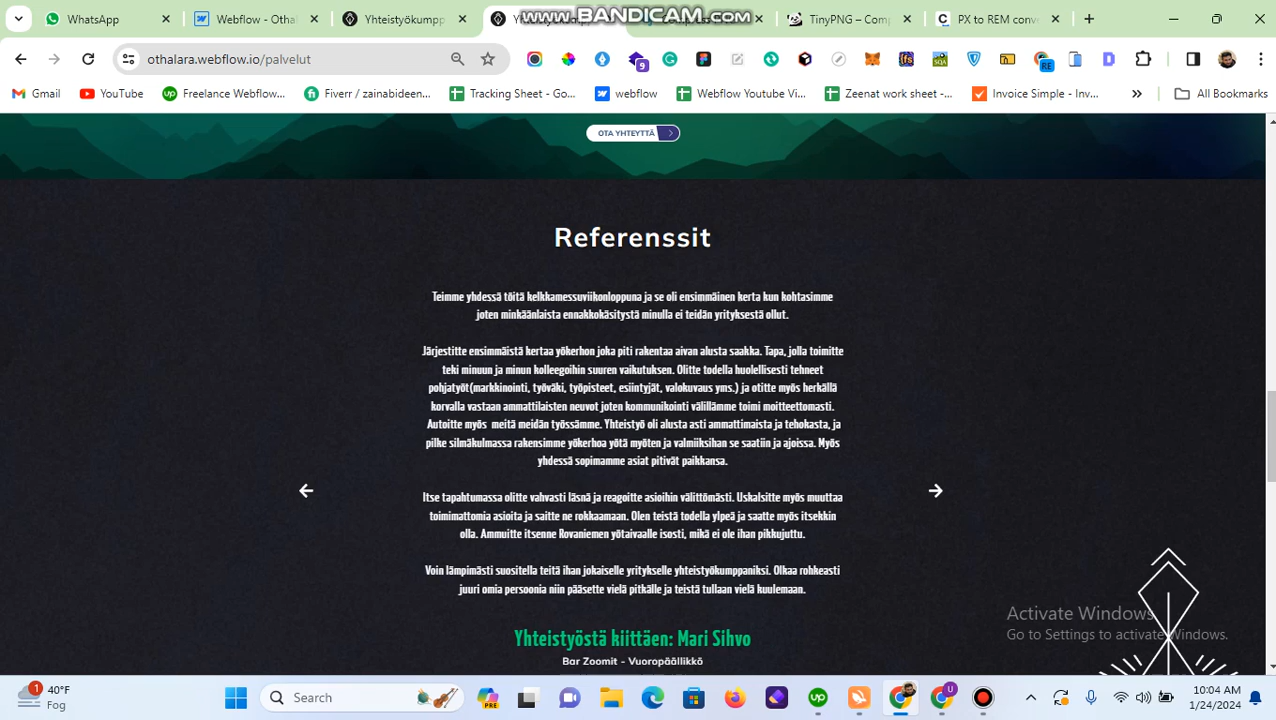 www.BANDICAM.com
WhatsApp
Webflow - Othal
Yhteistyökump
TinyPNG – Comp
PX to REM conv
othalara.webflow.io/palvelut
9
RE
Gmail
YouTube
Freelance Webflow...
Fiverr / zainabideen...
Tracking Sheet - Go...
webflow
Webflow Youtube Vi...
Zeenat work sheet -...
Invoice Simple - Inv...
All Bookmarks
OTA YHTEYTTÄ
Referenssit
Teimme yhdessä töitä kelkkamessuviikonloppuna ja se oli ensimmäinen kerta kun kohtasimme
joten minkäänlaista ennakkokäsitystä minulla ei teidän yrityksestä ollut.
Järjestitte ensimmäistä kertaa yökerhon joka piti rakentaa aivan alusta saakka. Tapa, jolla toimitte
teki minuun ja minun kolleegoihin suuren vaikutuksen. Olitte todella huolellisesti tehneet
pohjatyöt(markkinointi, työväki, työpisteet, esiintyjät, valokuvaus yms.) ja otitte myös herkällä
korvalla vastaan ammattilaisten neuvot joten kommunikointi välillämme toimi moitteettomasti.
Autoitte myös meitä meidän työssämme. Yhteistyö oli alusta asti ammattimaista ja tehokasta, ja
pilke silmäkulmassa rakensimme yökerhoa yötä myöten ja valmiiksihan se saatiin ja ajoissa. Myös
yhdessä sopimamme asiat pitivät paikkansa.
Itse tapahtumassa olitte vahvasti läsnä ja reagoitte asioihin välittömästi. Uskalsitte myös muuttaa
toimimattomia asioita ja saitte ne rokkaamaan. Olen teistä todella ylpeä ja saatte myös itsekkin
olla. Ammuitte itsenne Rovaniemen yötaivaalle isosti, mikä ei ole ihan pikkujuttu.
Voin lämpimästi suositella teitä ihan jokaiselle yritykselle yhteistyökumppaniksi. Olkaa rohkeasti
juuri omia persoonia niin pääsette vielä pitkälle ja teistä tullaan vielä kuulemaan.
Yhteistyöstä kiittäen: Mari Sihvo
Bar Zoomit - Vuoropäällikkö
Activate Windows
Go to Settings to activate Windows.
1
40°F
Fog
Search
PRE
10:04 AM
1/24/2024